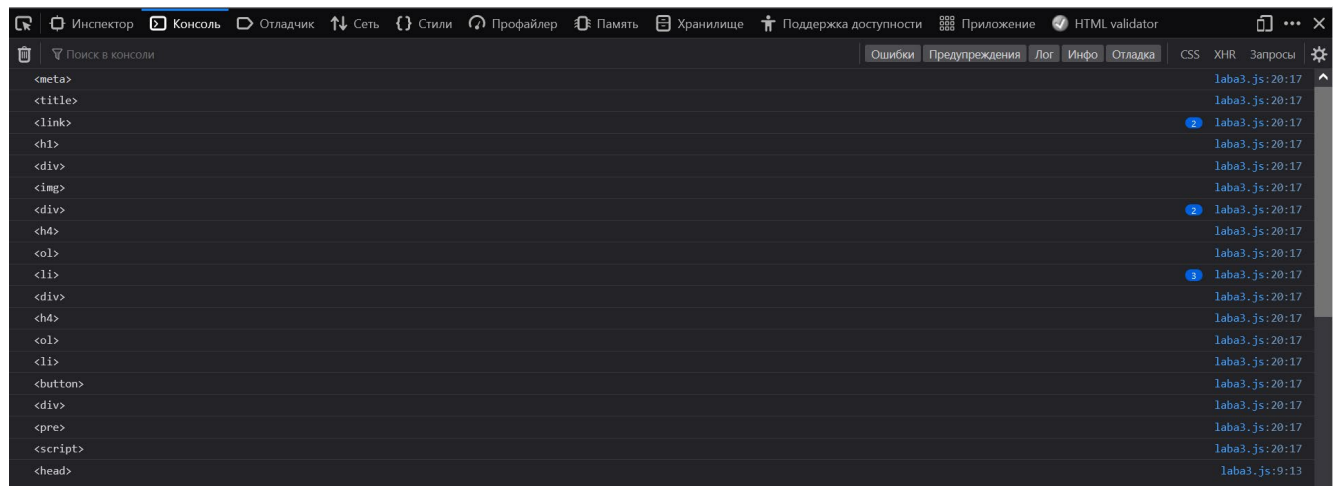 Инспектор Консоль Отладчик Сеть {} Стили Профайлер Память Хранилище Поддержка доступности Приложение HTML validator
Поиск в консоли Ошибки Предупреждения Лог Инфо Отладка CSS XHR Запросы
<meta> laba3.js:20:17
<title> laba3.js:20:17
<link> 2 laba3.js:20:17
<h1> laba3.js:20:17
<div> laba3.js:20:17
<img> laba3.js:20:17
<div> 2 laba3.js:20:17
<h4> laba3.js:20:17
<ol> laba3.js:20:17
<li> 3 laba3.js:20:17
<div> laba3.js:20:17
<h4> laba3.js:20:17
<ol> laba3.js:20:17
<li> laba3.js:20:17
<button> laba3.js:20:17
<div> laba3.js:20:17
<pre> laba3.js:20:17
<script> laba3.js:20:17
<head> laba3.js:9:13